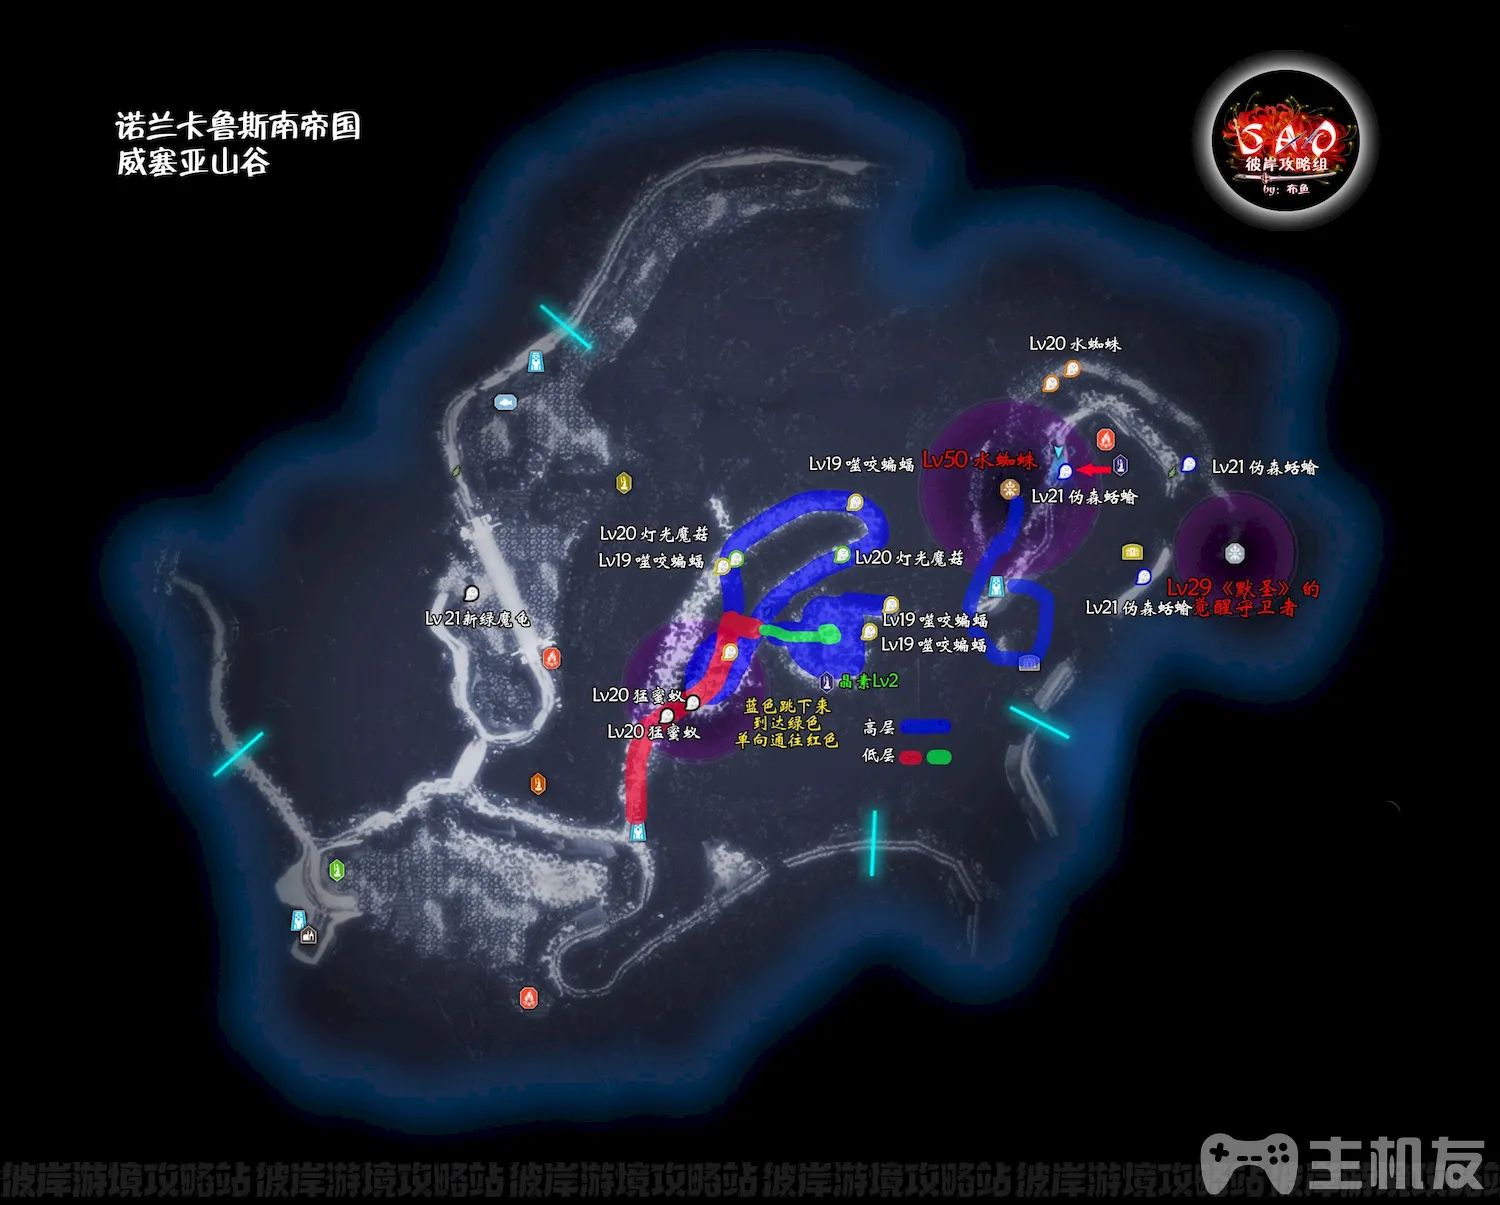 诺兰卡鲁斯南帝国
威塞亚山谷
SAO
彼岸攻略组
by：布鱼
Lv20 水蜘蛛
Lv19 噬咬蝙蝠
Lv50 水蜘蛛
Lv21 伪森蛞蝓
Lv21 伪森蛞蝓
Lv20 灯光魔菇
Lv19 噬咬蝙蝠
Lv20 灯光魔菇
Lv29《默圣》的
觉醒守卫者
Lv21 伪森蛞蝓
Lv21新绿魔龟
Lv19 噬咬蝙蝠
Lv19 噬咬蝙蝠
晶素Lv2
Lv20 猛蜜蚁
Lv20 猛蜜蚁
蓝色跳下来
到达绿色
单向通往红色
高层
低层
彼岸游境攻略站 彼岸游境攻略站 彼岸游境攻略站 彼岸游境攻略站 彼岸游境攻略站
主机友